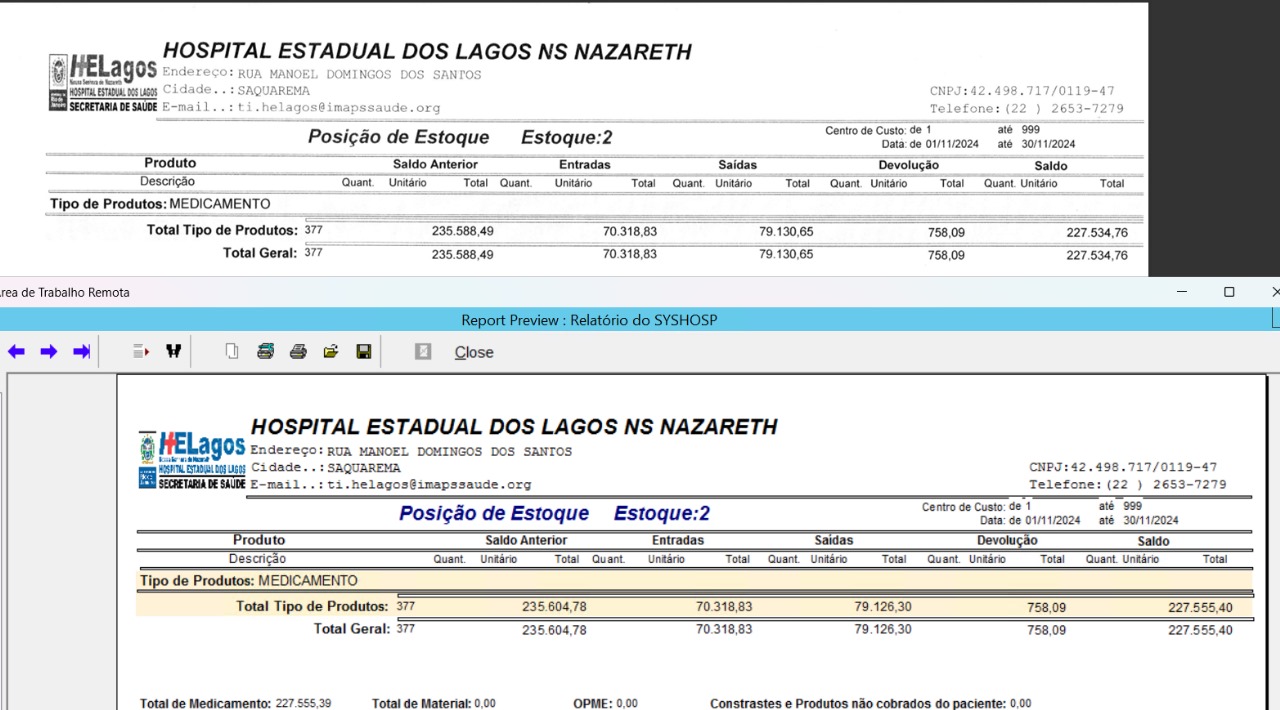 HOSPITAL ESTADUAL DOS LAGOS NS NAZARETH
HELagos
HOSPITAL ESTADUAL DOS LAGOS
SECRETARIA DE SAÚDE
Endereço: RUA MANOEL DOMINGOS DOS SANTOS
Cidade..: SAQUAREMA CNPJ:42.498.717/0119-47
E-mail..: ti.helagos@imapssaude.org Telefone:(22 ) 2653-7279
Posição de Estoque Estoque:2 Centro de Custo: de 1 até 999
Data: de 01/11/2024 até 30/11/2024
Produto Saldo Anterior Entradas Saídas Devolução Saldo
Descrição Quant. Unitário Total Quant. Unitário Total Quant. Unitário Total Quant. Unitário Total Quant. Unitário Total
Tipo de Produtos: MEDICAMENTO
Total Tipo de Produtos: 377 235.588,49 70.318,83 79.130,65 758,09 227.534,76
Total Geral: 377 235.588,49 70.318,83 79.130,65 758,09 227.534,76
rea de Trabalho Remota
Report Preview : Relatório do SYSHOSP
Close
HOSPITAL ESTADUAL DOS LAGOS NS NAZARETH
HELagos
HOSPITAL ESTADUAL DOS LAGOS
SECRETARIA DE SAÚDE
Endereço: RUA MANOEL DOMINGOS DOS SANTOS
Cidade..: SAQUAREMA CNPJ:42.498.717/0119-47
E-mail..: ti.helagos@imapssaude.org Telefone:(22 ) 2653-7279
Posição de Estoque Estoque:2 Centro de Custo: de 1 até 999
Data: de 01/11/2024 até 30/11/2024
Produto Saldo Anterior Entradas Saídas Devolução Saldo
Descrição Quant. Unitário Total Quant. Unitário Total Quant. Unitário Total Quant. Unitário Total Quant. Unitário Total
Tipo de Produtos: MEDICAMENTO
Total Tipo de Produtos: 377 235.604,78 70.318,83 79.126,30 758,09 227.555,40
Total Geral: 377 235.604,78 70.318,83 79.126,30 758,09 227.555,40
Total de Medicamento: 227.555,39 Total de Material: 0,00 OPME: 0,00 Constrastes e Produtos não cobrados do paciente: 0,00